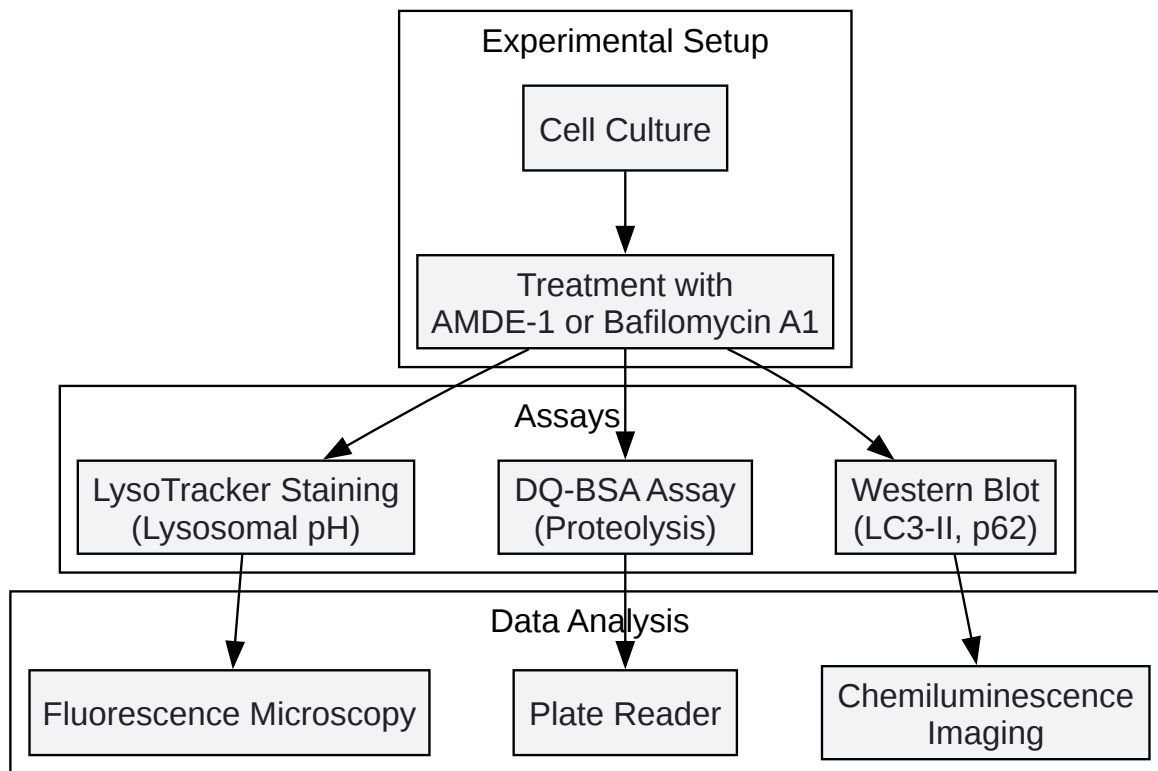 Experimental Setup
Cell Culture
Treatment with
AMDE-1 or Bafilomycin A1
Assays
LysoTracker Staining
(Lysosomal pH)
DQ-BSA Assay
(Proteolysis)
Western Blot
(LC3-II, p62)
Data Analysis
Fluorescence Microscopy
Plate Reader
Chemiluminescence
Imaging